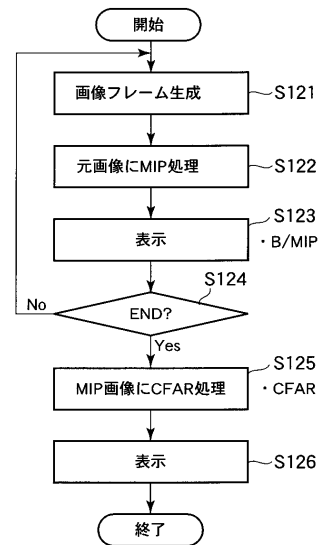 開始
画像フレーム生成
S121
元画像にMIP処理
S122
表示
S123
・B/MIP
END?
S124
No
Yes
MIP画像にCFAR処理
S125
・CFAR
表示
S126
終了